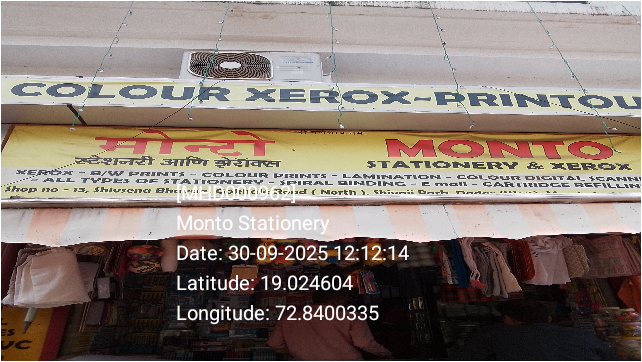 COLOUR XEROX-PRINTOU
मोन्टो
स्टेशनरी आणि झेरॉक्स
MONTO
STATIONERY & XEROX
XEROX - B/W PRINTS - COLOUR PRINTS - LAMINATION - COLOUR DIGITAL SCANNI
- ALL TYPES OF STATIONERY - SPIRAL BINDING - E mail - CARTRIDGE REFILLIN
Shop no - 13, Shivsena Bh ( North ), Shivaji Park,
Monto Stationery
Date: 30-09-2025 12:12:14
Latitude: 19.024604
Longitude: 72.8400335